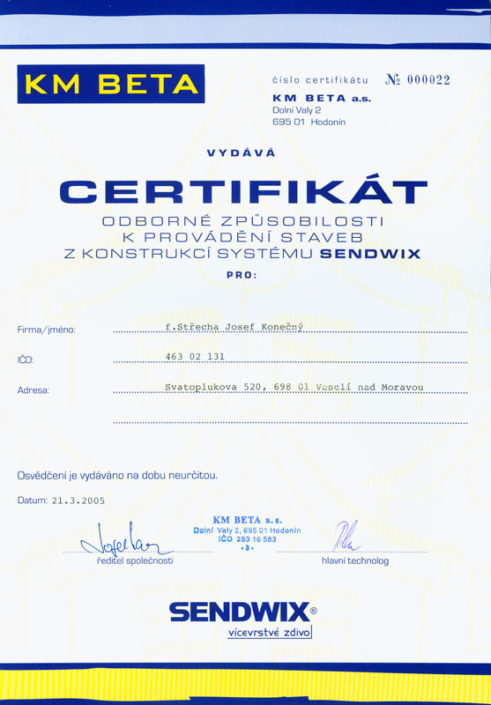 KM BETA
číslo certifikátu № 000022
KM BETA a.s.
Dolní Valy 2
695 01 Hodonín
VYDÁVÁ
CERTIFIKÁT
ODBORNÉ ZPŮSOBILOSTI
K PROVÁDĚNÍ STAVEB
Z KONSTRUKCÍ SYSTÉMU SENDWIX
PRO:
Firma/jméno: f.Střecha Josef Konečný
IČO: 463 02 131
Adresa: Svatoplukova 520, 698 01 Veselí nad Moravou
Osvědčení je vydáváno na dobu neurčitou.
Datum: 21.3.2005
KM BETA a.s.
Dolní Valy 2, 695 01 Hodonín
IČO 253 16 583
-3-
ředitel společnosti
hlavní technolog
SENDWIX®
vícevrstvé zdivo